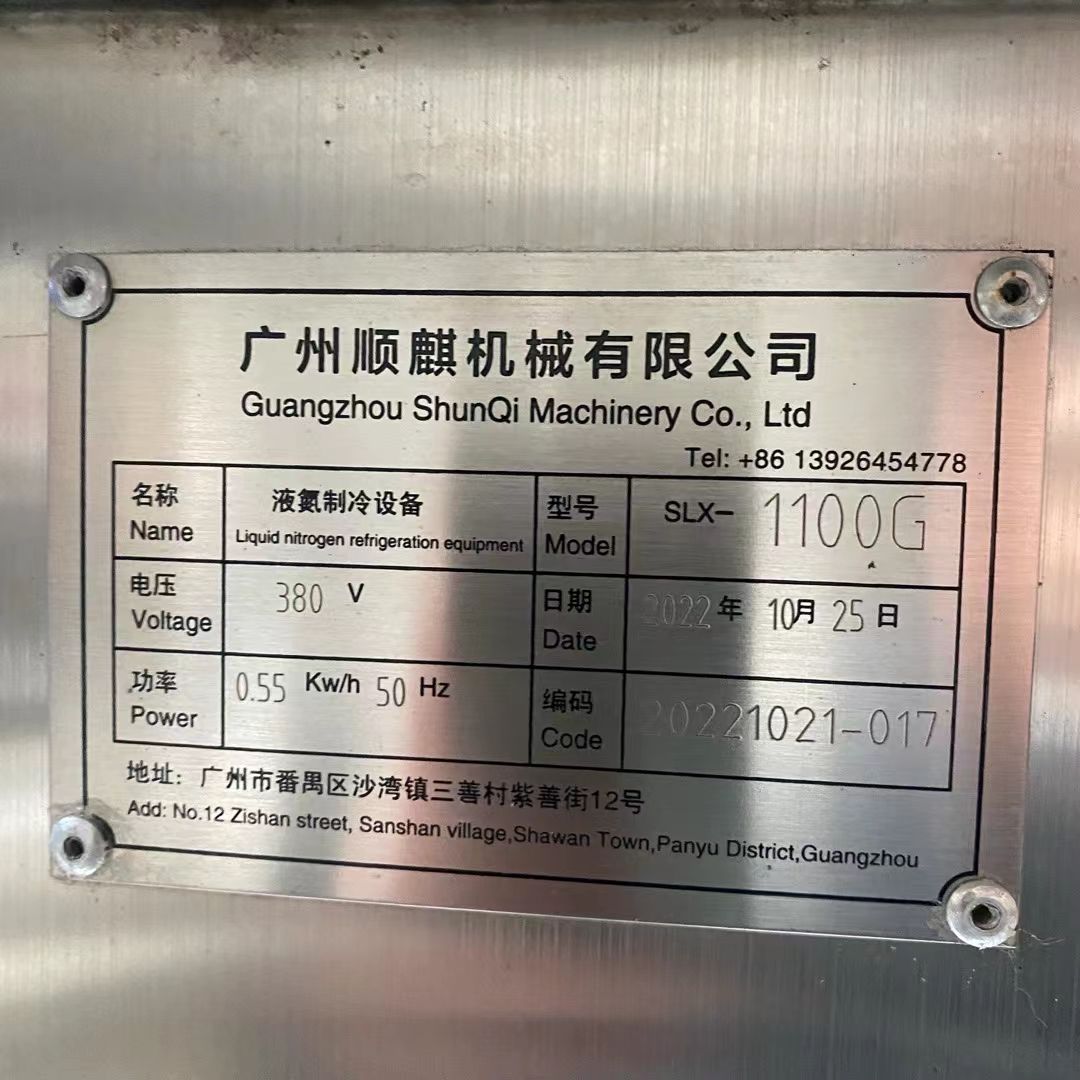 广州顺麒机械有限公司
Guangzhou ShunQi Machinery Co., Ltd
Tel: +86 13926454778
名称 液氮制冷设备 型号 SLX- 1100G
Name Liquid nitrogen refrigeration equipment Model
电压 380 V 日期 2022年 10月 25日
Voltage Date
功率 0.55 Kw/h 50 Hz 编码 20221021-017
Power Code
地址：广州市番禺区沙湾镇三善村紫善街12号
Add: No.12 Zishan street, Sanshan village,Shawan Town,Panyu District,Guangzhou